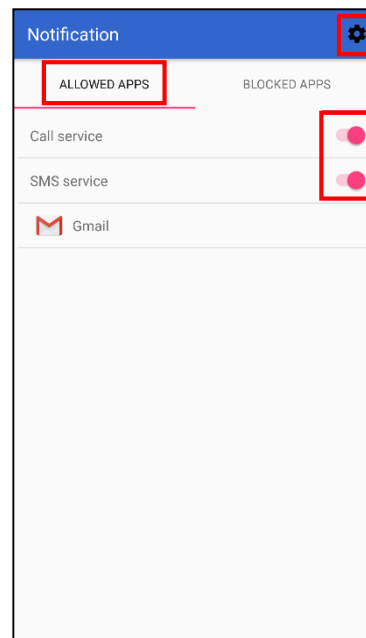 Notification
ALLOWED APPS BLOCKED APPS
Call service
SMS service
Gmail